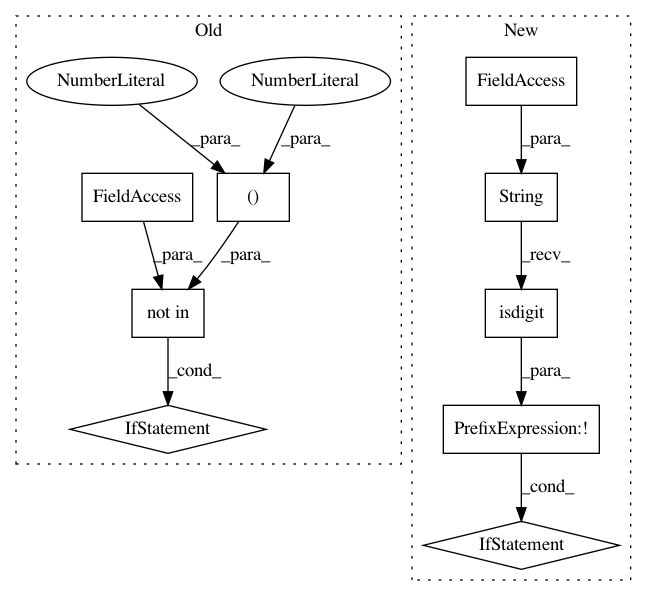 Old
New
NumberLiteral
NumberLiteral
FieldAccess
_para_
_para_
_para_
FieldAccess
()
String
_para_
_para_
_recv_
not in
isdigit
_cond_
_para_
IfStatement
PrefixExpression:!
_cond_
IfStatement